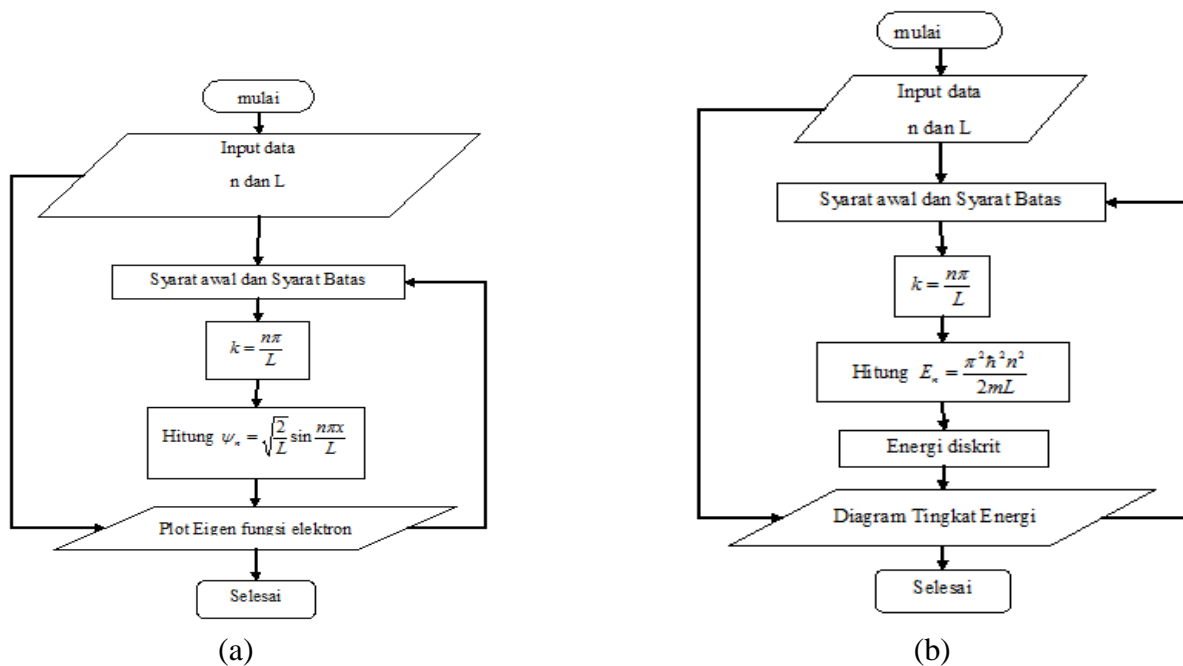 mulai
Input data
n dan L
Syarat awal dan Syarat Batas
k = nπ/L
Hitung ψₙ = √(2/L) sin nπx/L
Plot Eigen fungsi elektron
Selesai
(a)
mulai
Input data
n dan L
Syarat awal dan Syarat Batas
k = nπ/L
Hitung Eₙ = π²ħ²n²/2mL
Energi diskrit
Diagram Tingkat Energi
Selesai
(b)